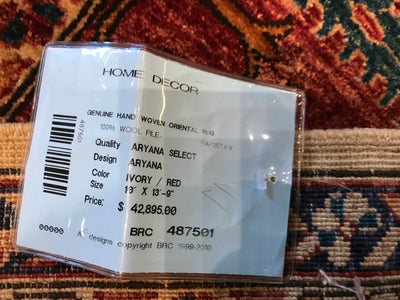 HOME DECOR
GENUINE HAND WOVEN ORIENTAL RUG
100% WOOL PILE- PAKISTAN
Quality ARYANA SELECT
Design ARYANA
Color IVORY / RED
Size 10' X 13'-9"
Price: $ 42,895.00
BRC 487501
00000 All designs copyright BRC 1999-2010
487501